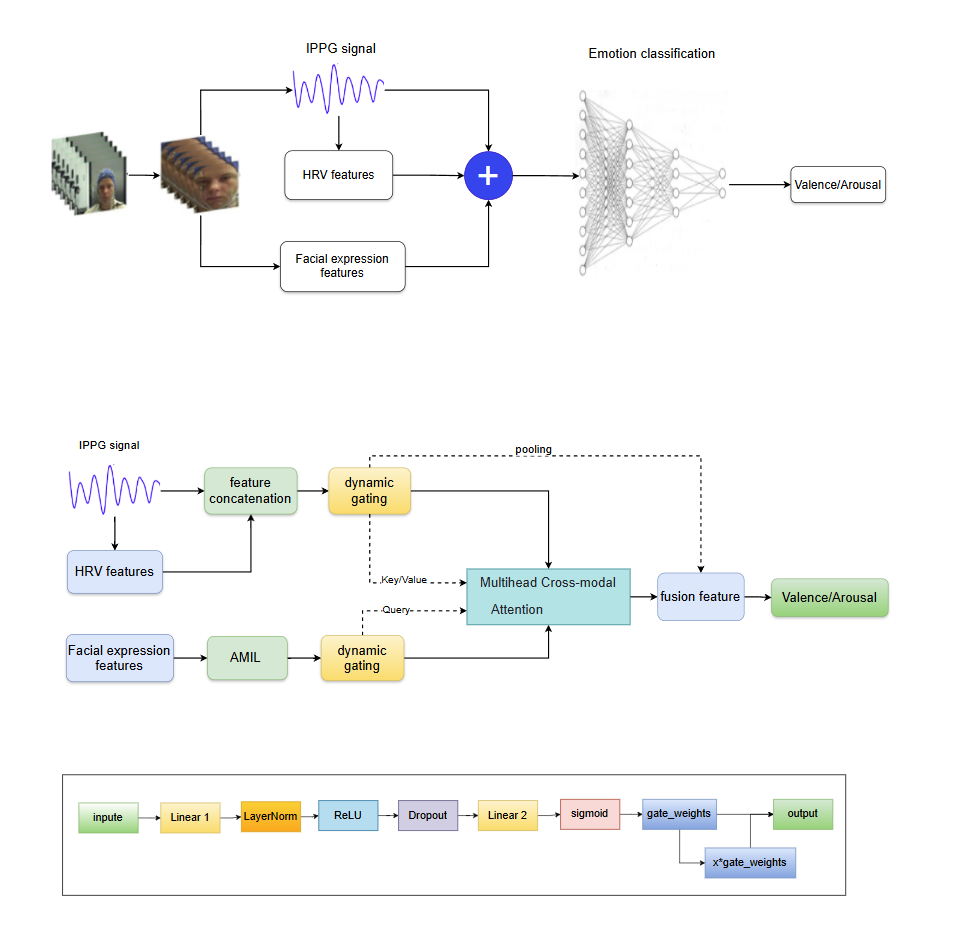 IPPG signal
Emotion classification
HRV features
+
Valence/Arousal
Facial expression
features
IPPG signal
pooling
feature
concatenation
dynamic
gating
HRV features
Key/Value
Multihead Cross-modal
Attention
fusion feature
Valence/Arousal
Query
Facial expression
features
AMIL
dynamic
gating
inpute
Linear 1
LayerNorm
ReLU
Dropout
Linear 2
sigmoid
gate_weights
output
x*gate_weights